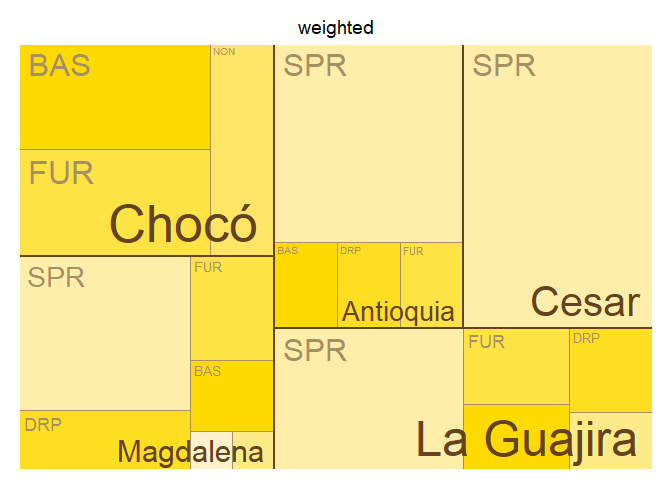 weighted
BAS
NON
FUR
Chocó
SPR
BAS
DRP
FUR
Antioquia
SPR
Cesar
SPR
FUR
BAS
DRP
Magdalena
SPR
FUR
DRP
La Guajira